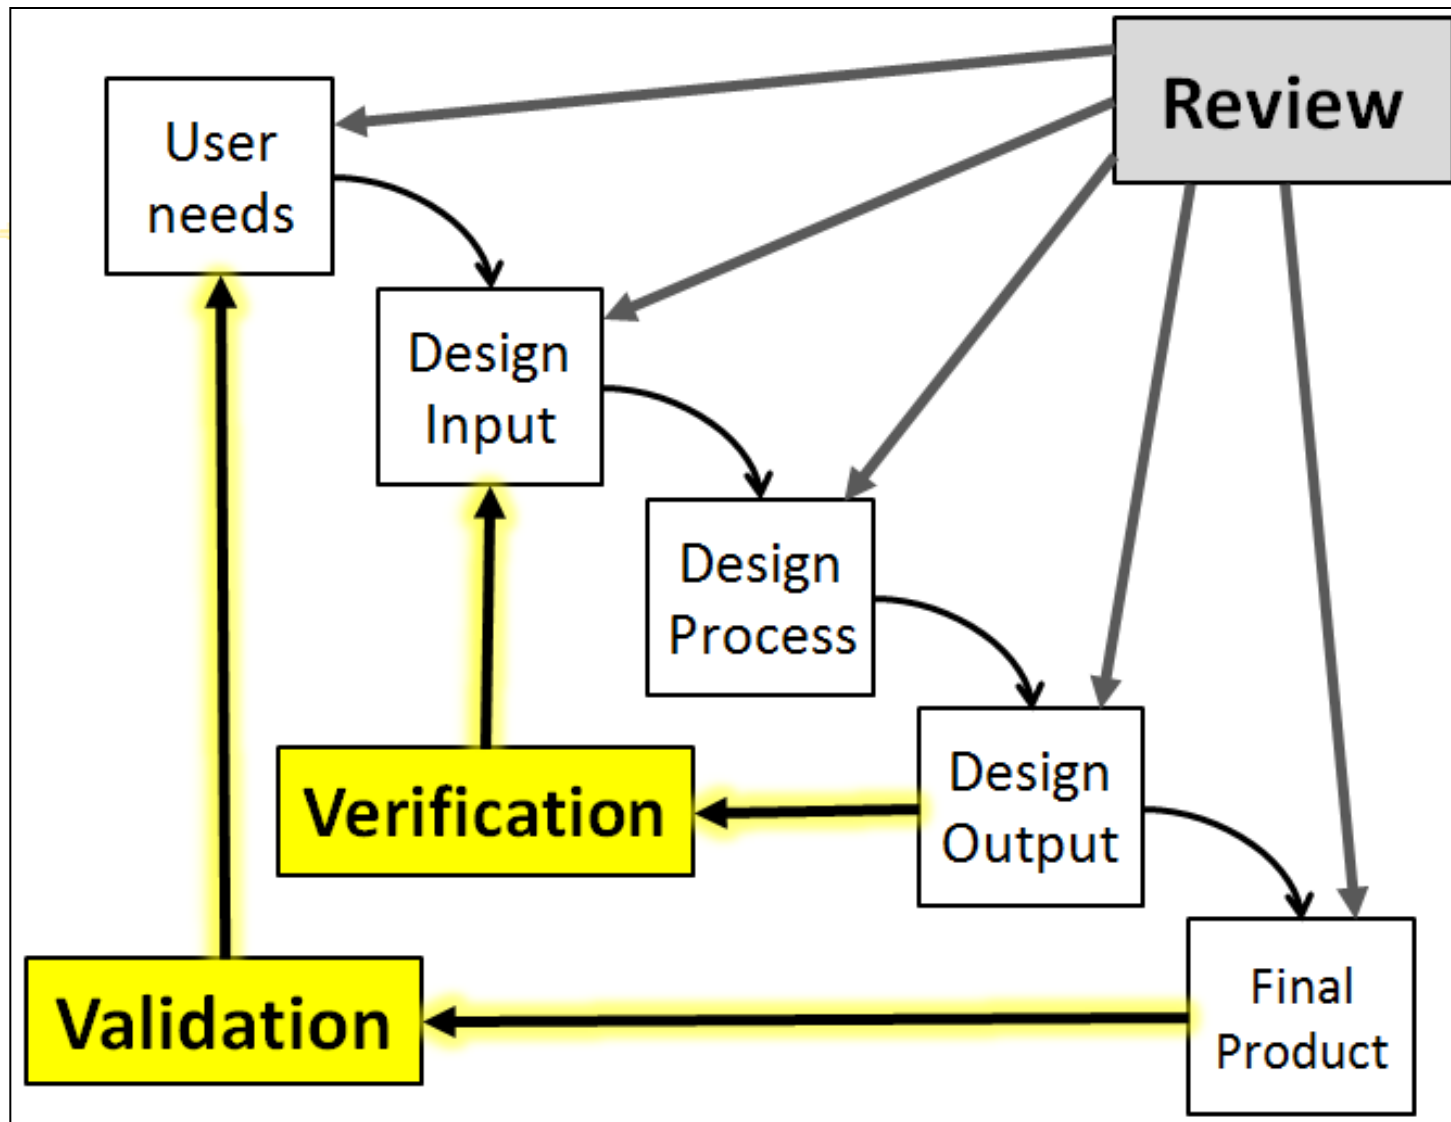 Review
User
needs
Design
Input
Design
Process
Design
Output
Verification
Final
Product
Validation